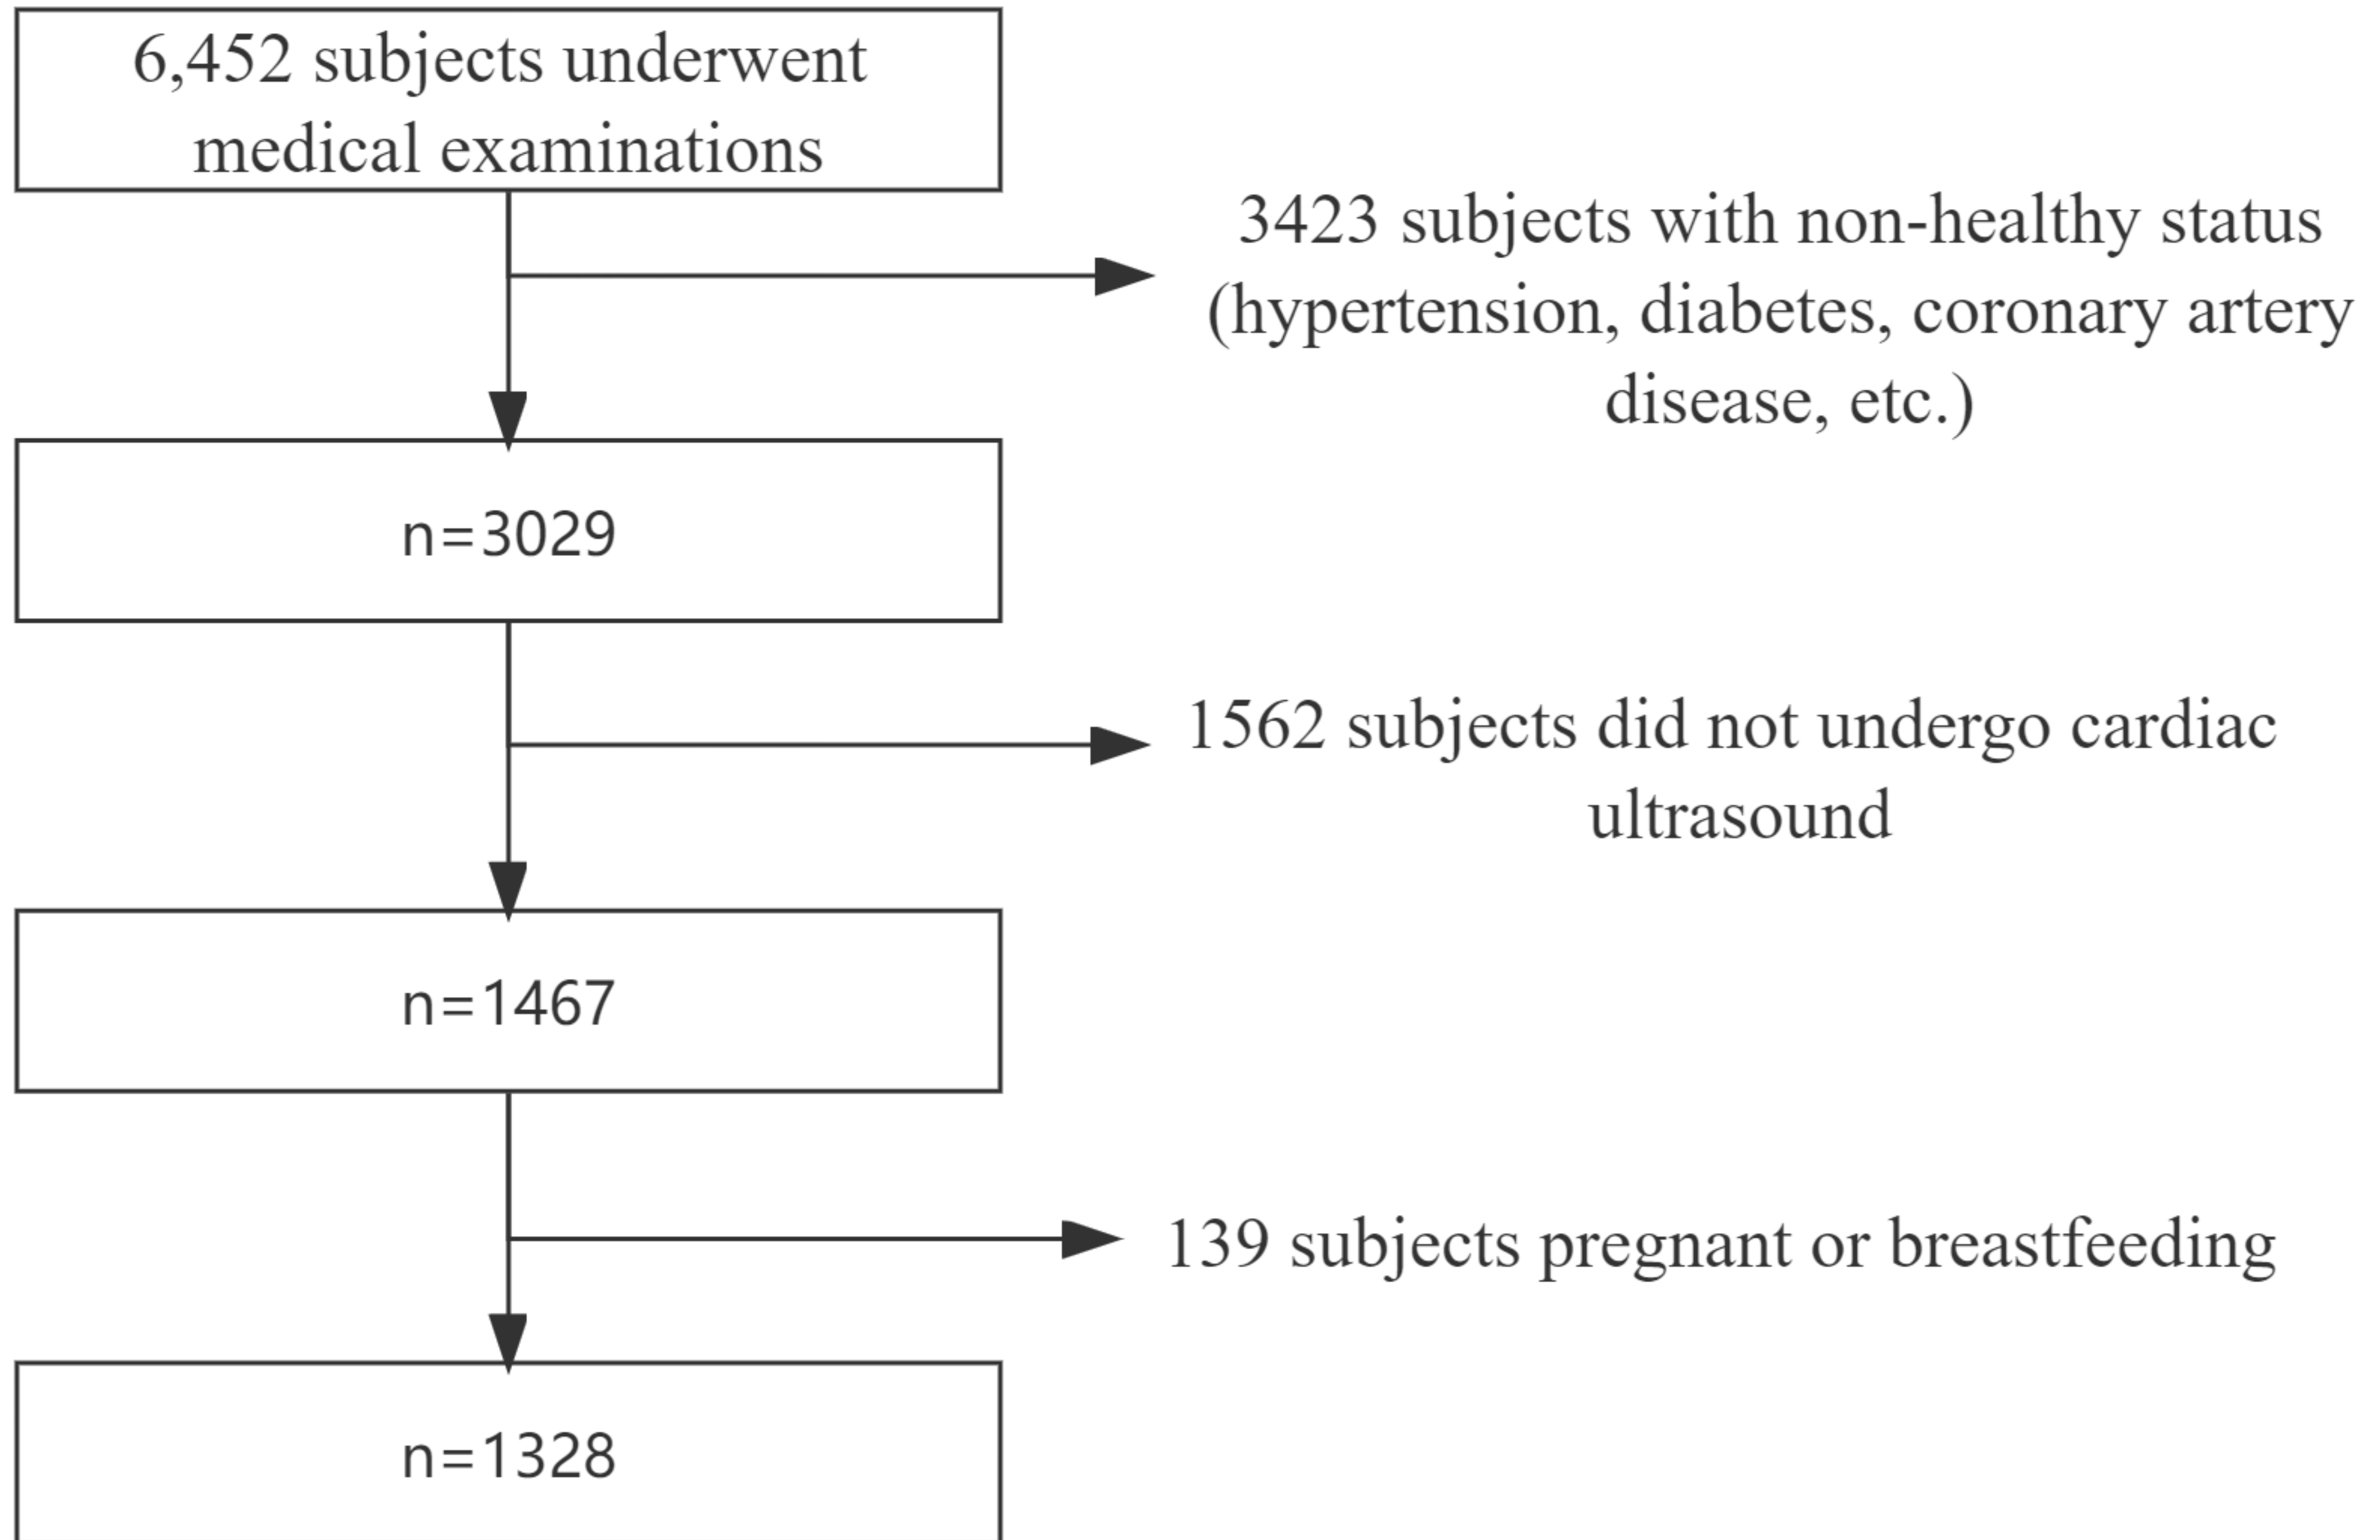 6,452 subjects underwent
medical examinations
3423 subjects with non-healthy status
(hypertension, diabetes, coronary artery
disease, etc.)
n=3029
1562 subjects did not undergo cardiac
ultrasound
n=1467
139 subjects pregnant or breastfeeding
n=1328